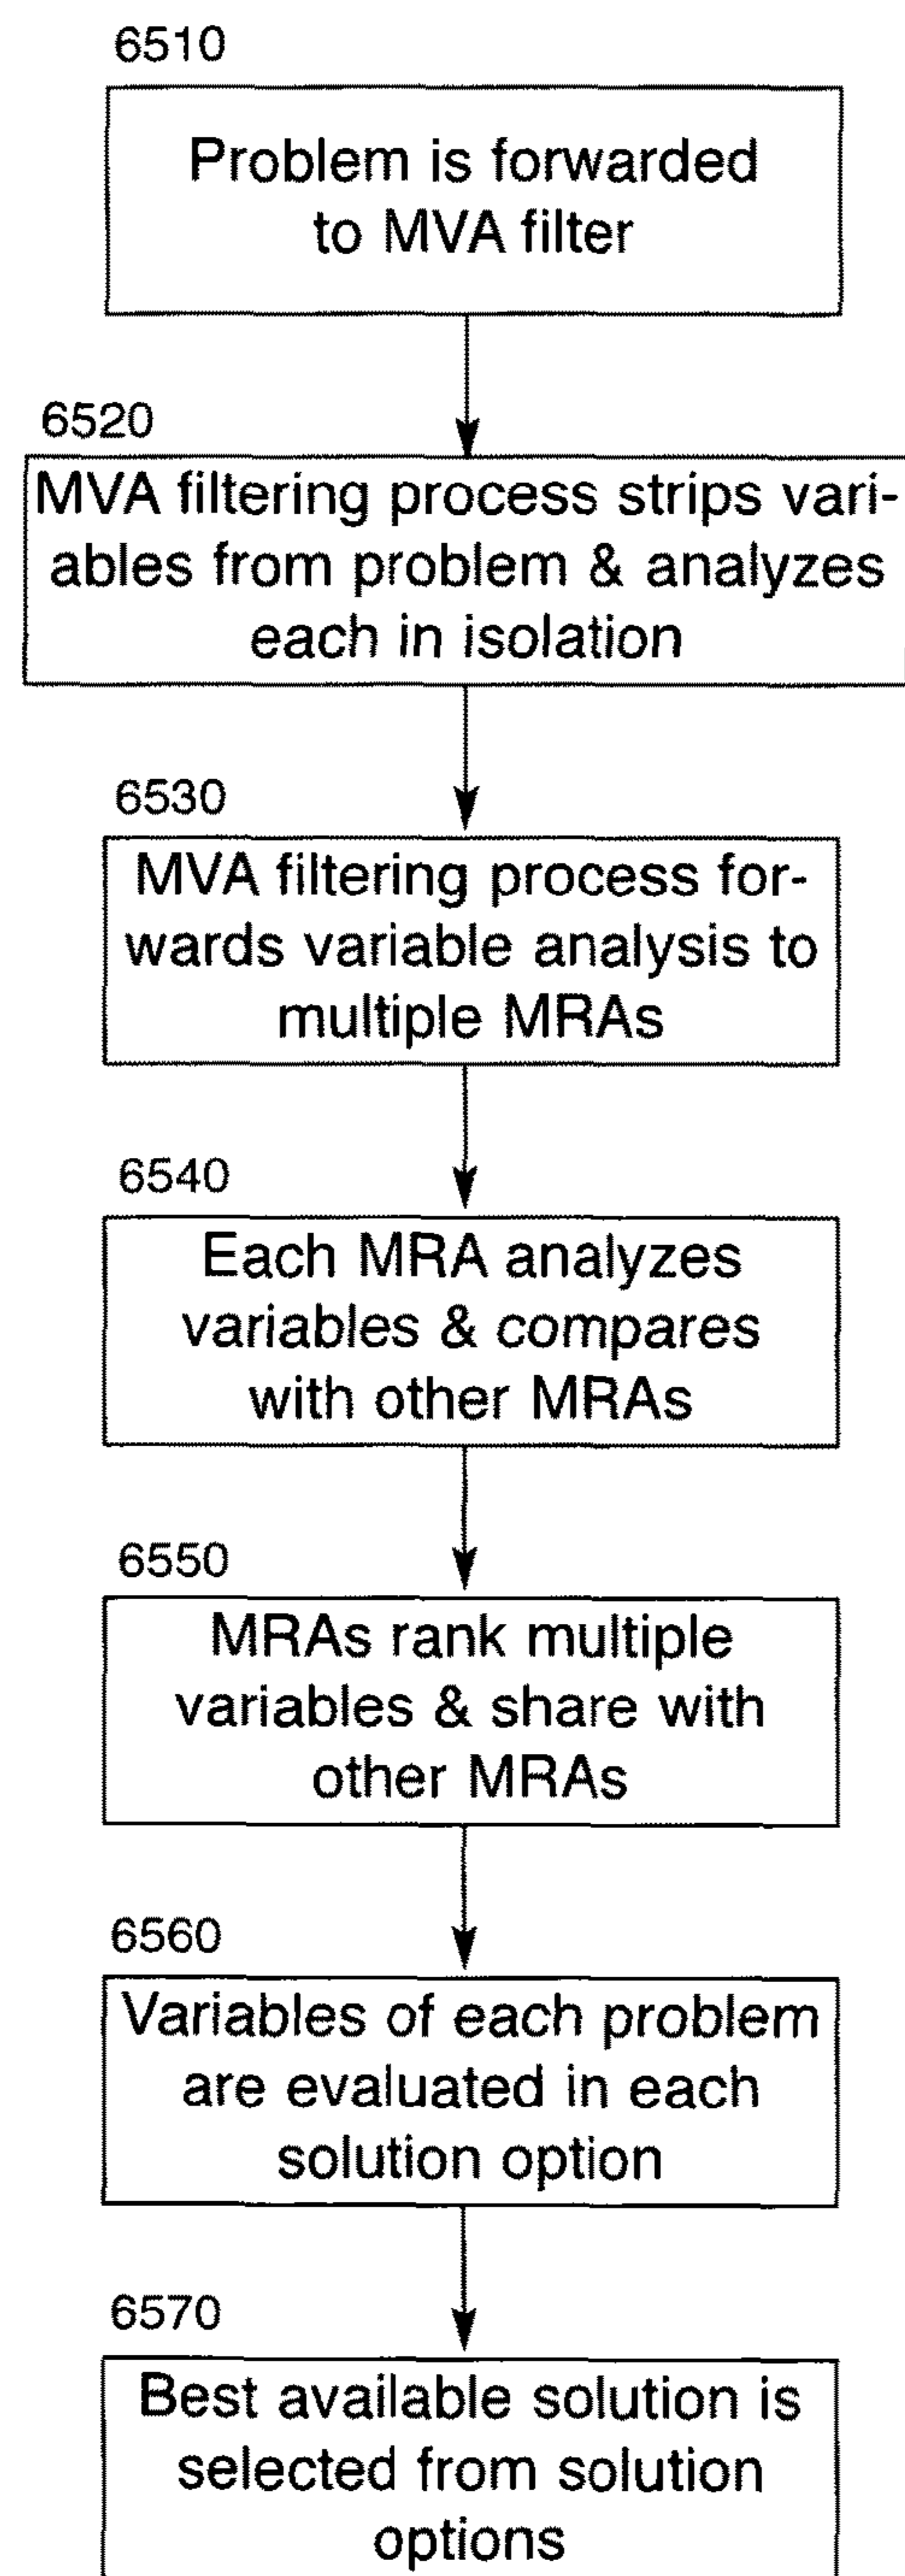 6510
Problem is forwarded
to MVA filter
6520
MVA filtering process strips vari-
ables from problem & analyzes
each in isolation
6530
MVA filtering process for-
wards variable analysis to
multiple MRAs
6540
Each MRA analyzes
variables & compares
with other MRAs
6550
MRAs rank multiple
variables & share with
other MRAs
6560
Variables of each problem
are evaluated in each
solution option
6570
Best available solution is
selected from solution
options